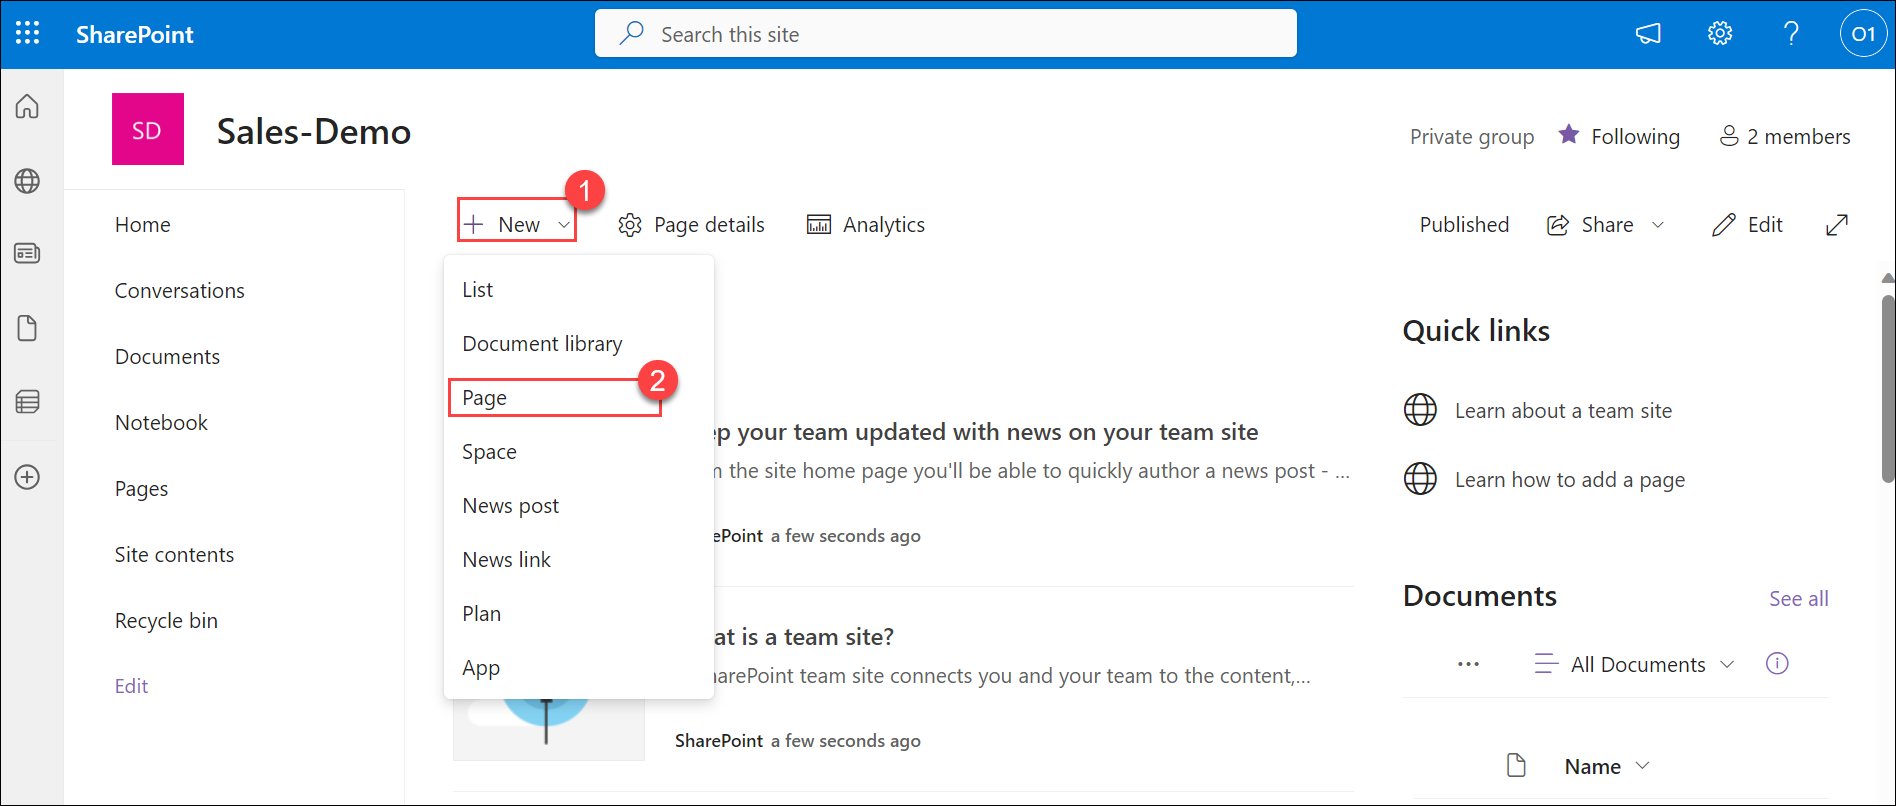 SharePoint
Search this site
O1
SD
Sales-Demo
Private group
Following
2 members
1
New
Page details
Analytics
Published
Share
Edit
Home
Conversations
Documents
Notebook
Pages
Site contents
Recycle bin
Edit
List
Document library
2
Page
Space
News post
News link
Plan
App
your team updated with news on your team site
the site home page you'll be able to quickly author a news post - ...
a few seconds ago
is a team site?
team site connects you and your team to the content,...
SharePoint a few seconds ago
Quick links
Learn about a team site
Learn how to add a page
Documents
See all
All Documents
Name